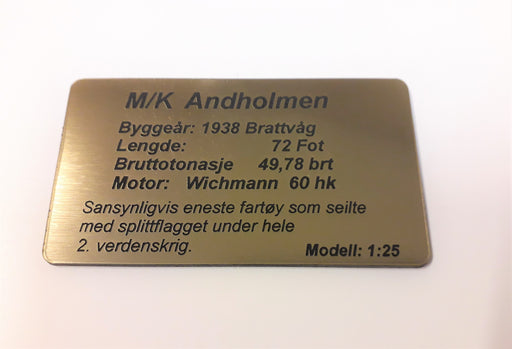 M/K Andholmen
Byggeår: 1938 Brattvåg
Lengde: 72 Fot
Bruttotonasje 49,78 brt
Motor: Wichmann 60 hk
Sansynligvis eneste fartøy som seilte
med splittflagget under hele
2. verdenskrig.
Modell: 1:25